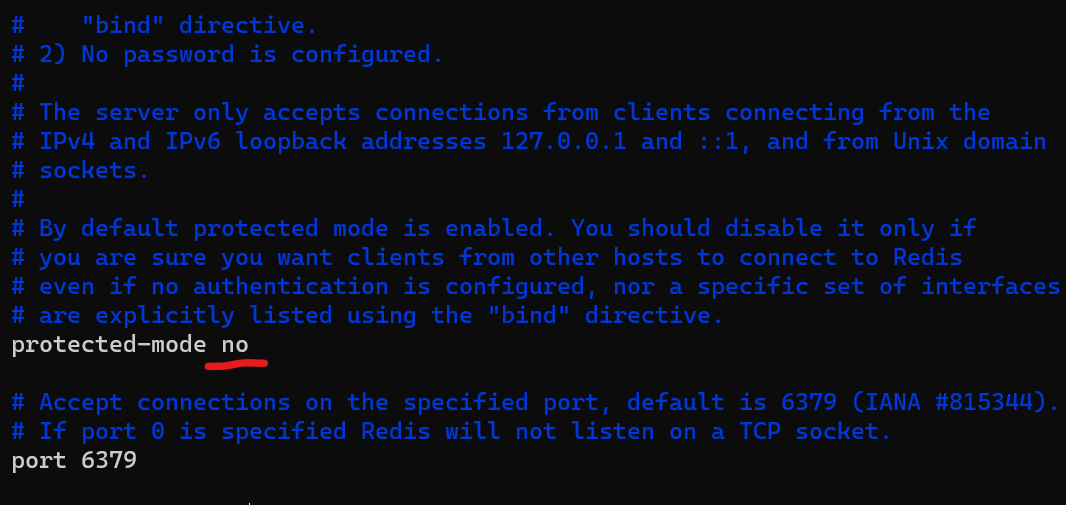 #    "bind" directive.
# 2) No password is configured.
#
# The server only accepts connections from clients connecting from the
# IPv4 and IPv6 loopback addresses 127.0.0.1 and ::1, and from Unix domain
# sockets.
#
# By default protected mode is enabled. You should disable it only if
# you are sure you want clients from other hosts to connect to Redis
# even if no authentication is configured, nor a specific set of interfaces
# are explicitly listed using the "bind" directive.
protected-mode no
# Accept connections on the specified port, default is 6379 (IANA #815344).
# If port 0 is specified Redis will not listen on a TCP socket.
port 6379